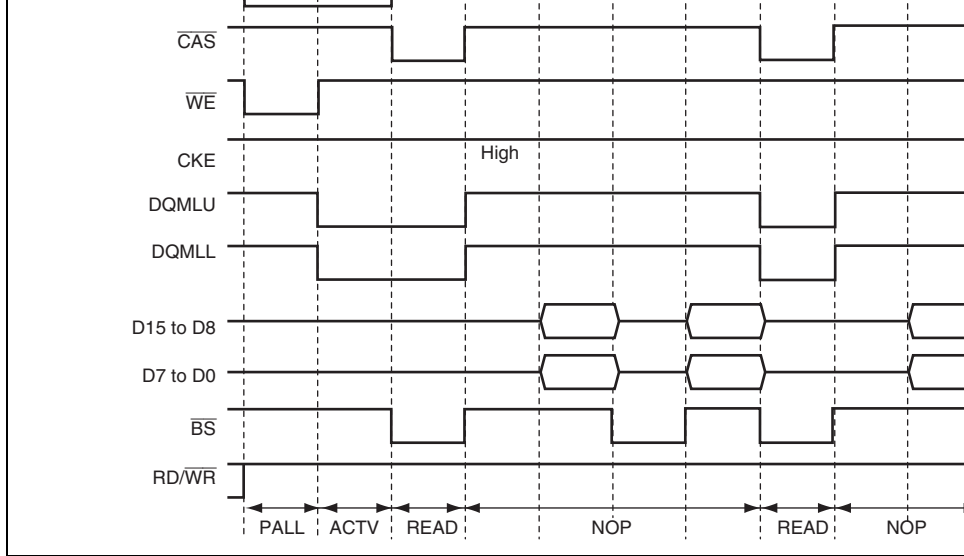 CAS
WE
CKE
High
DQMLU
DQMLL
D15 to D8
D7 to D0
BS
RD/WR
PALL ACTV READ NOP READ NOP